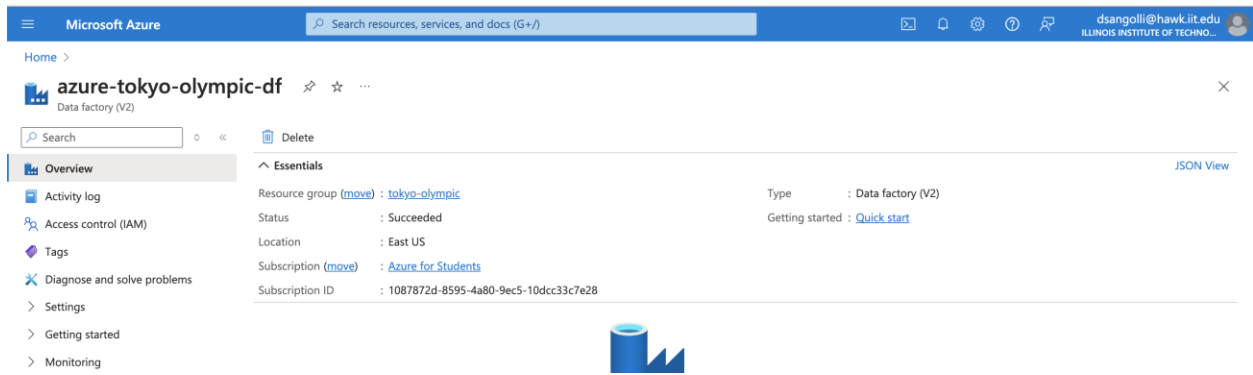 Microsoft Azure
Search resources, services, and docs (G+/)
dsangolli@hawk.iit.edu
ILLINOIS INSTITUTE OF TECHNO...
Home >
azure-tokyo-olympic-df
Data factory (V2)
Search
Delete
Overview
Essentials
JSON View
Activity log
Resource group (move) : tokyo-olympic
Type : Data factory (V2)
Access control (IAM)
Status : Succeeded
Getting started : Quick start
Tags
Location : East US
Diagnose and solve problems
Subscription (move) : Azure for Students
Settings
Subscription ID : 1087872d-8595-4a80-9ec5-10dcc33c7e28
Getting started
Monitoring